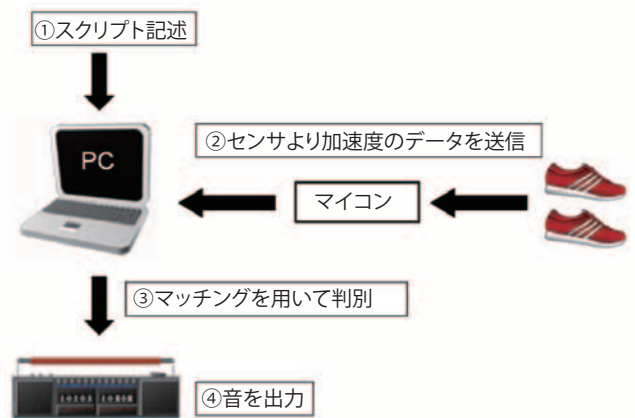 ①スクリプト記述
②センサより加速度のデータを送信
PC
マイコン
③マッチングを用いて判別
④音を出力